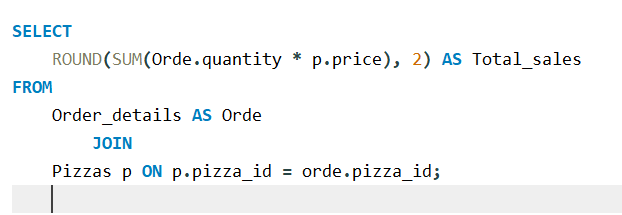 SELECT
ROUND(SUM(Orde.quantity * p.price), 2) AS Total_sales
FROM
Order_details AS Orde
JOIN
Pizzas p ON p.pizza_id = orde.pizza_id;